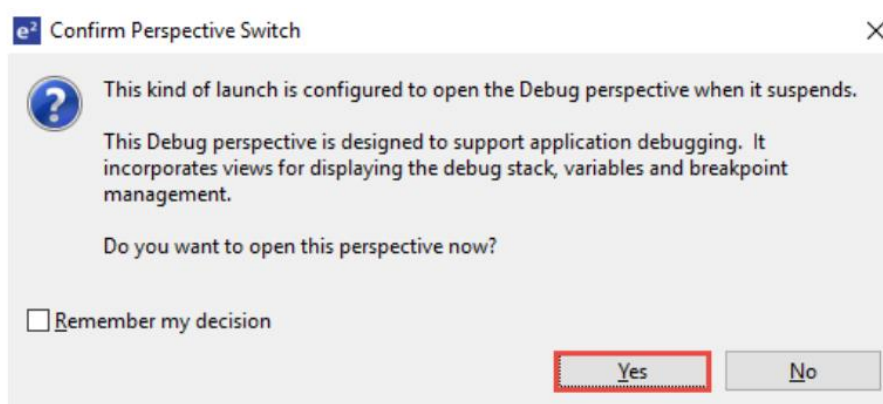 e² Confirm Perspective Switch
This kind of launch is configured to open the Debug perspective when it suspends.
This Debug perspective is designed to support application debugging. It
incorporates views for displaying the debug stack, variables and breakpoint
management.
Do you want to open this perspective now?
Remember my decision
Yes No